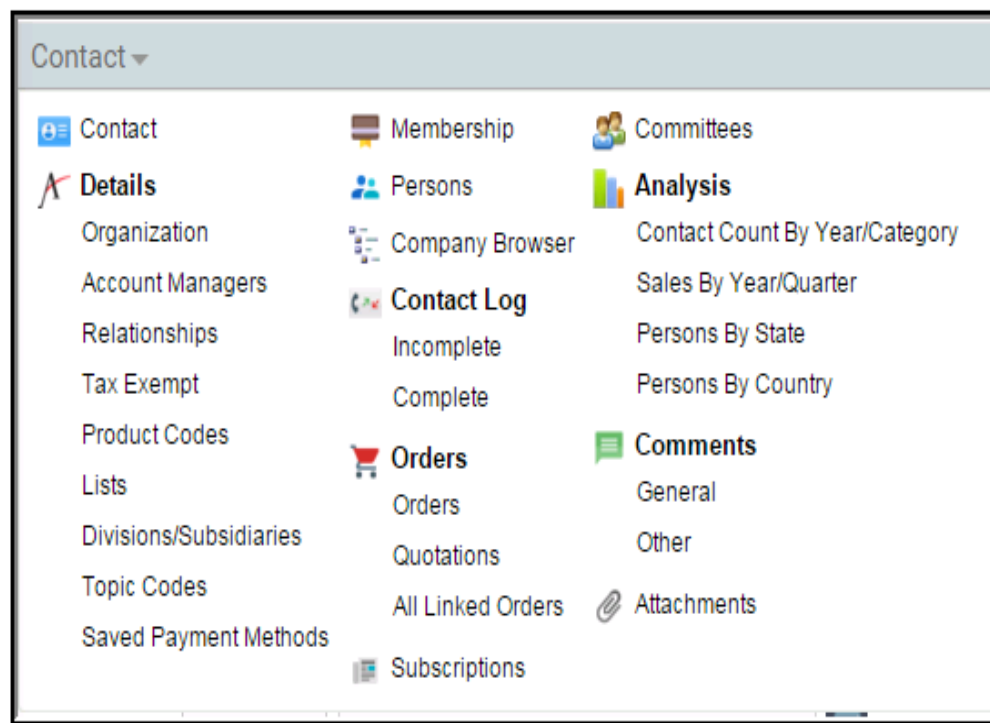 Contact
Contact
Details
Organization
Account Managers
Relationships
Tax Exempt
Product Codes
Lists
Divisions/Subsidiaries
Topic Codes
Saved Payment Methods
Membership
Persons
Company Browser
Contact Log
Incomplete
Complete
Orders
Orders
Quotations
All Linked Orders
Subscriptions
Committees
Analysis
Contact Count By Year/Category
Sales By Year/Quarter
Persons By State
Persons By Country
Comments
General
Other
Attachments